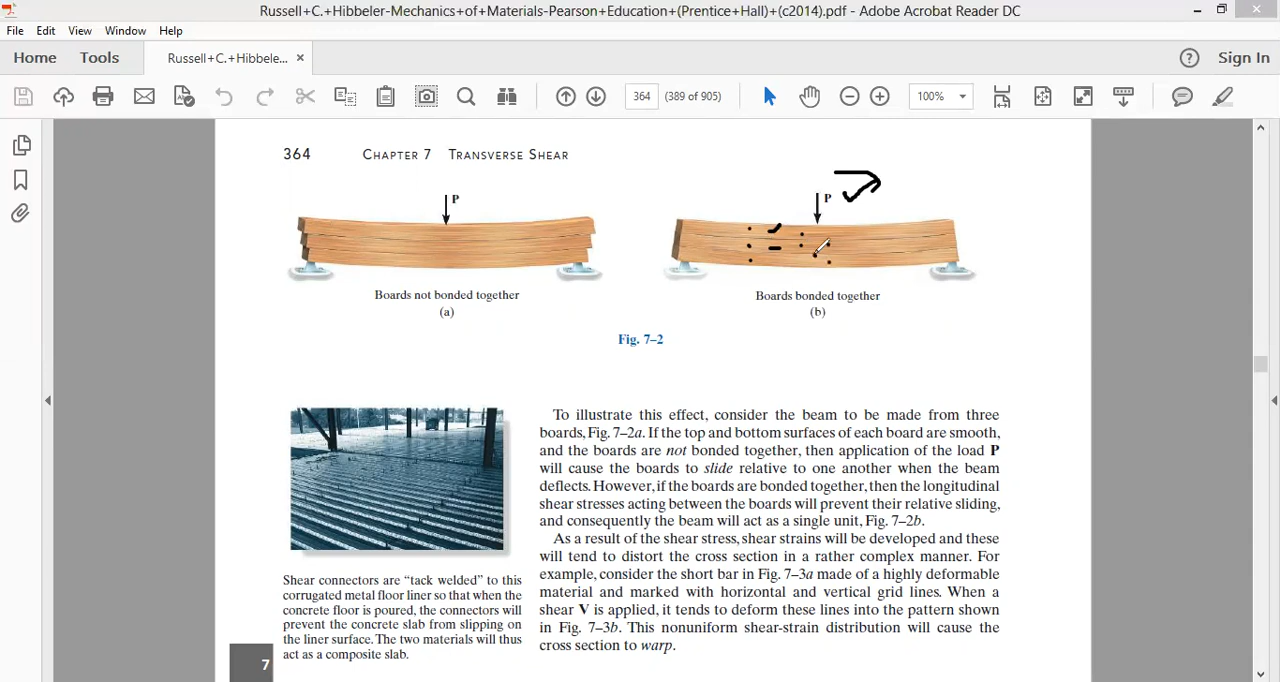 Russell+C.+Hibbeler-Mechanics+of+Materials-Pearson+Education+(Prentice+Hall)+(c2014).pdf - Adobe Acrobat Reader DC
File Edit View Window Help
Home Tools Russell+C.+Hibbele... × Sign In
364 (389 of 905) 100%
364 CHAPTER 7 TRANSVERSE SHEAR
P P
Boards not bonded together
(a)
Boards bonded together
(b)
Fig. 7–2
To illustrate this effect, consider the beam to be made from three
boards, Fig. 7–2a. If the top and bottom surfaces of each board are smooth,
and the boards are not bonded together, then application of the load P
will cause the boards to slide relative to one another when the beam
deflects. However, if the boards are bonded together, then the longitudinal
shear stresses acting between the boards will prevent their relative sliding,
and consequently the beam will act as a single unit, Fig. 7–2b.
As a result of the shear stress, shear strains will be developed and these
will tend to distort the cross section in a rather complex manner. For
example, consider the short bar in Fig. 7–3a made of a highly deformable
material and marked with horizontal and vertical grid lines. When a
shear V is applied, it tends to deform these lines into the pattern shown
in Fig. 7–3b. This nonuniform shear-strain distribution will cause the
cross section to warp.
Shear connectors are “tack welded” to this
corrugated metal floor liner so that when the
concrete floor is poured, the connectors will
prevent the concrete slab from slipping on
the liner surface. The two materials will thus
act as a composite slab.
7